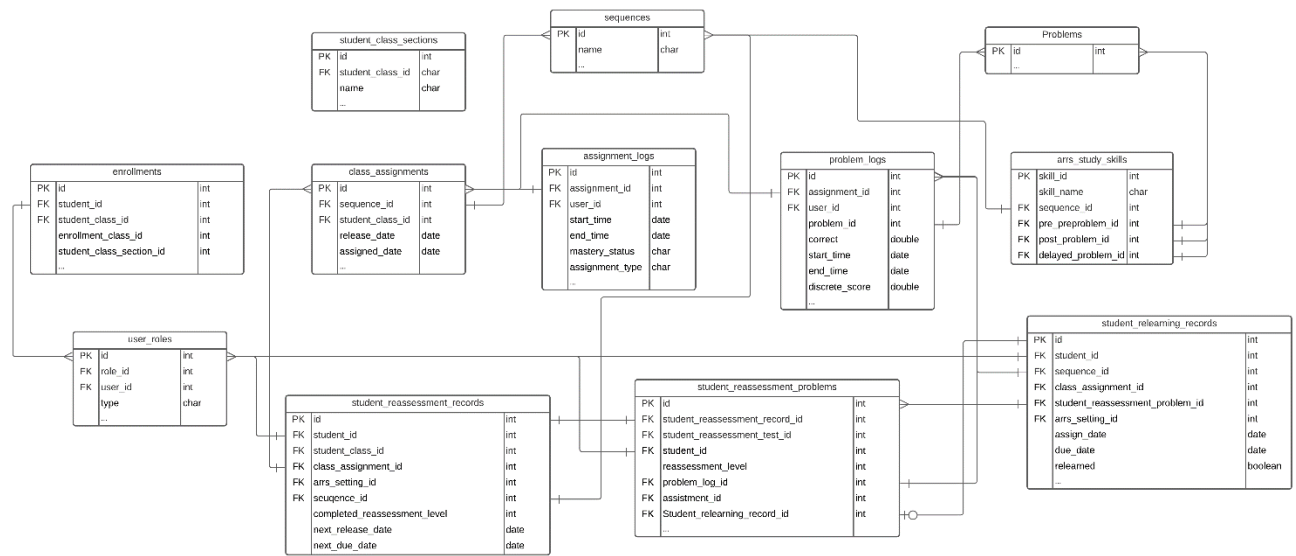 sequences
PK id int
name char
...
student_class_sections
PK id int
FK student_class_id char
name char
...
Problems
PK id int
...
enrollments
PK id int
FK student_id int
FK student_class_id int
enrollment_class_id int
student_class_section_id int
...
class_assignments
PK id int
FK sequence_id int
FK student_class_id int
release_date date
assigned_date date
...
assignment_logs
PK id int
FK assignment_id int
FK user_id int
start_time date
end_time date
mastery_status char
assignment_type char
...
problem_logs
PK id int
FK assignment_id int
FK user_id int
problem_id int
correct double
start_time date
end_time date
discrete_score double
...
arrs_study_skills
PK skill_id int
skill_name char
FK sequence_id int
FK pre_preproblem_id int
FK post_problem_id int
FK delayed_problem_id int
user_roles
PK id int
FK role_id int
FK user_id int
type char
...
student_reassessment_records
PK id int
FK student_id int
FK student_class_id int
FK class_assignment_id int
FK arrs_setting_id int
FK seuqence_id int
completed_reassessment_level int
next_release_date date
next_due_date date
student_reassessment_problems
PK id int
FK student_reassessment_record_id int
FK student_reassessment_test_id int
FK student_id int
reassessment_level int
FK problem_log_id int
FK assistment_id int
FK Student_relearning_record_id int
...
student_relearning_records
PK id int
FK student_id int
FK sequence_id int
FK class_assignment_id int
FK student_reassessment_problem_id int
FK arrs_setting_id int
assign_date date
due_date date
relearned boolean
...